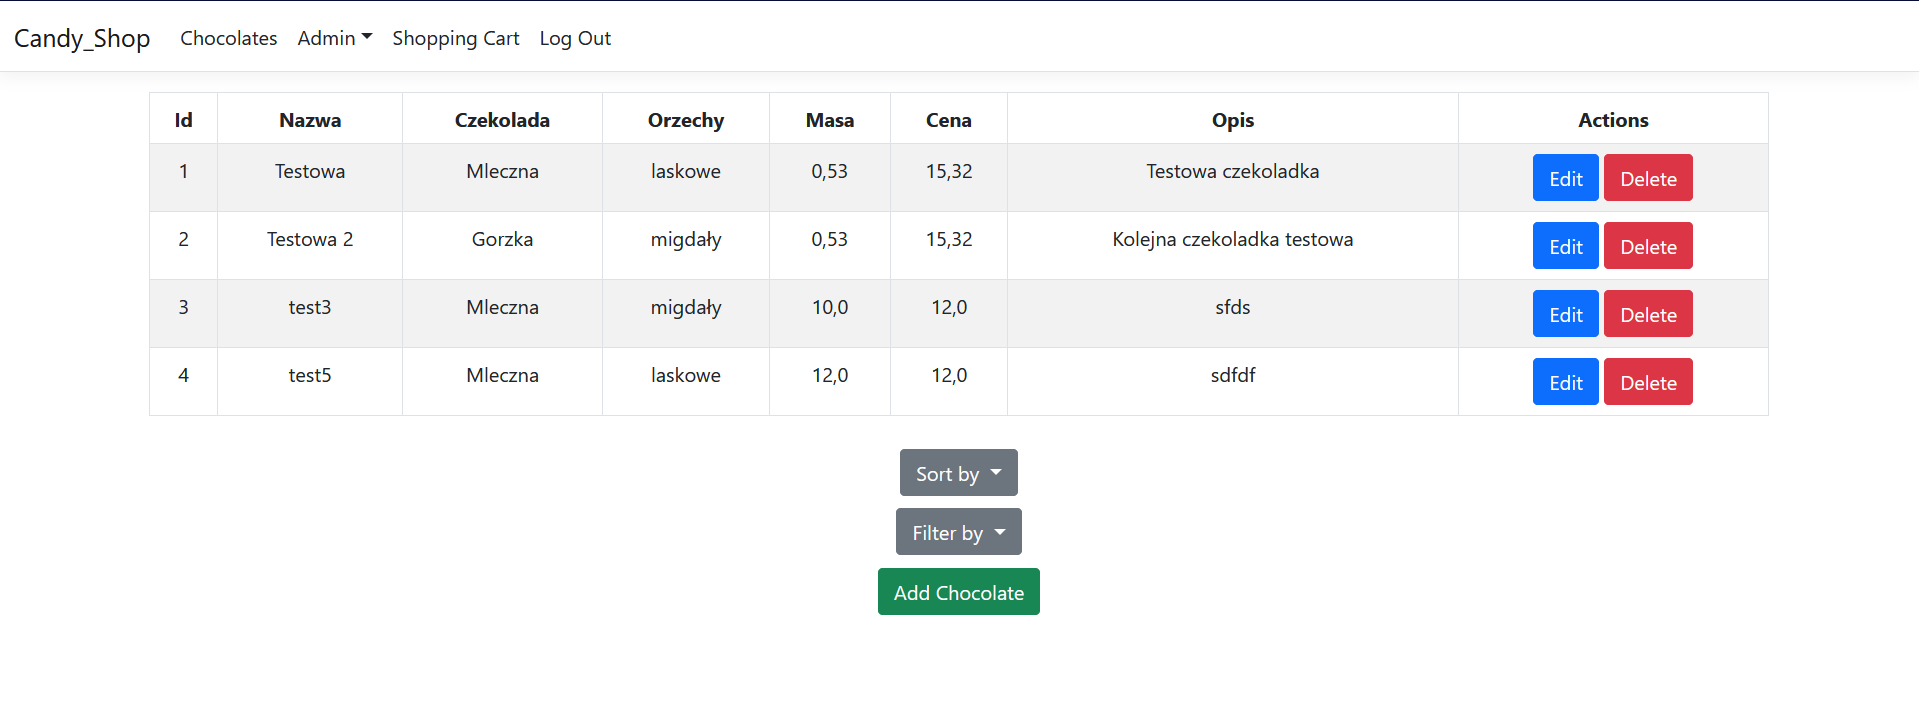 Candy_Shop Chocolates Admin Shopping Cart Log Out
Id Nazwa Czekolada Orzechy Masa Cena Opis Actions
1 Testowa Mleczna laskowe 0,53 15,32 Testowa czekoladka Edit Delete
2 Testowa 2 Gorzka migdały 0,53 15,32 Kolejna czekoladka testowa Edit Delete
3 test3 Mleczna migdały 10,0 12,0 sfds Edit Delete
4 test5 Mleczna laskowe 12,0 12,0 sdfdf Edit Delete
Sort by
Filter by
Add Chocolate